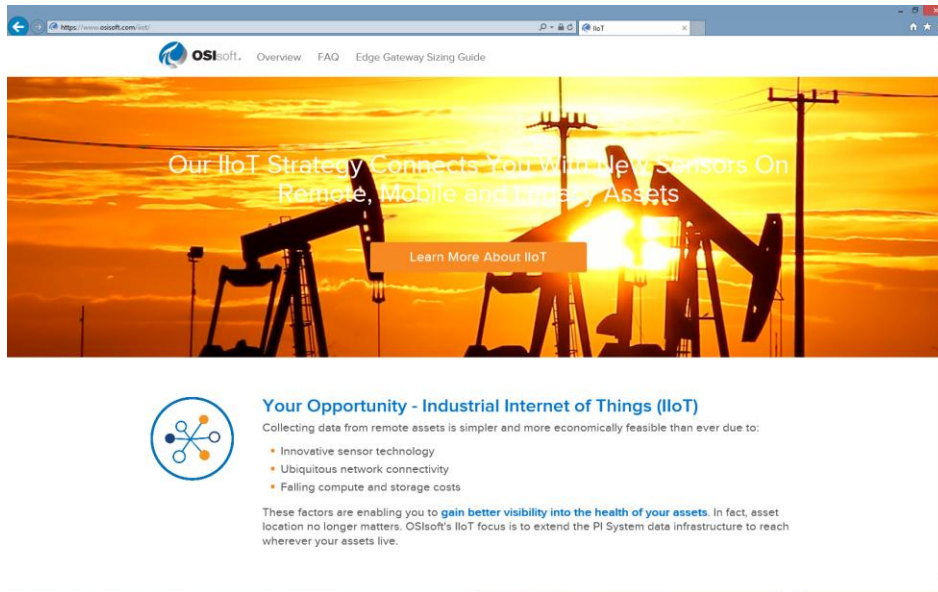 https://www.osisoft.com/iiot/
IIoT
OSIsoft. Overview FAQ Edge Gateway Sizing Guide
Our IIoT Strategy Connects You With New Sensors On
Remote, Mobile and Legacy Assets
Learn More About IIoT
Your Opportunity - Industrial Internet of Things (IIoT)
Collecting data from remote assets is simpler and more economically feasible than ever due to:
Innovative sensor technology
Ubiquitous network connectivity
Falling compute and storage costs
These factors are enabling you to gain better visibility into the health of your assets. In fact, asset
location no longer matters. OSIsoft's IIoT focus is to extend the PI System data infrastructure to reach
wherever your assets live.